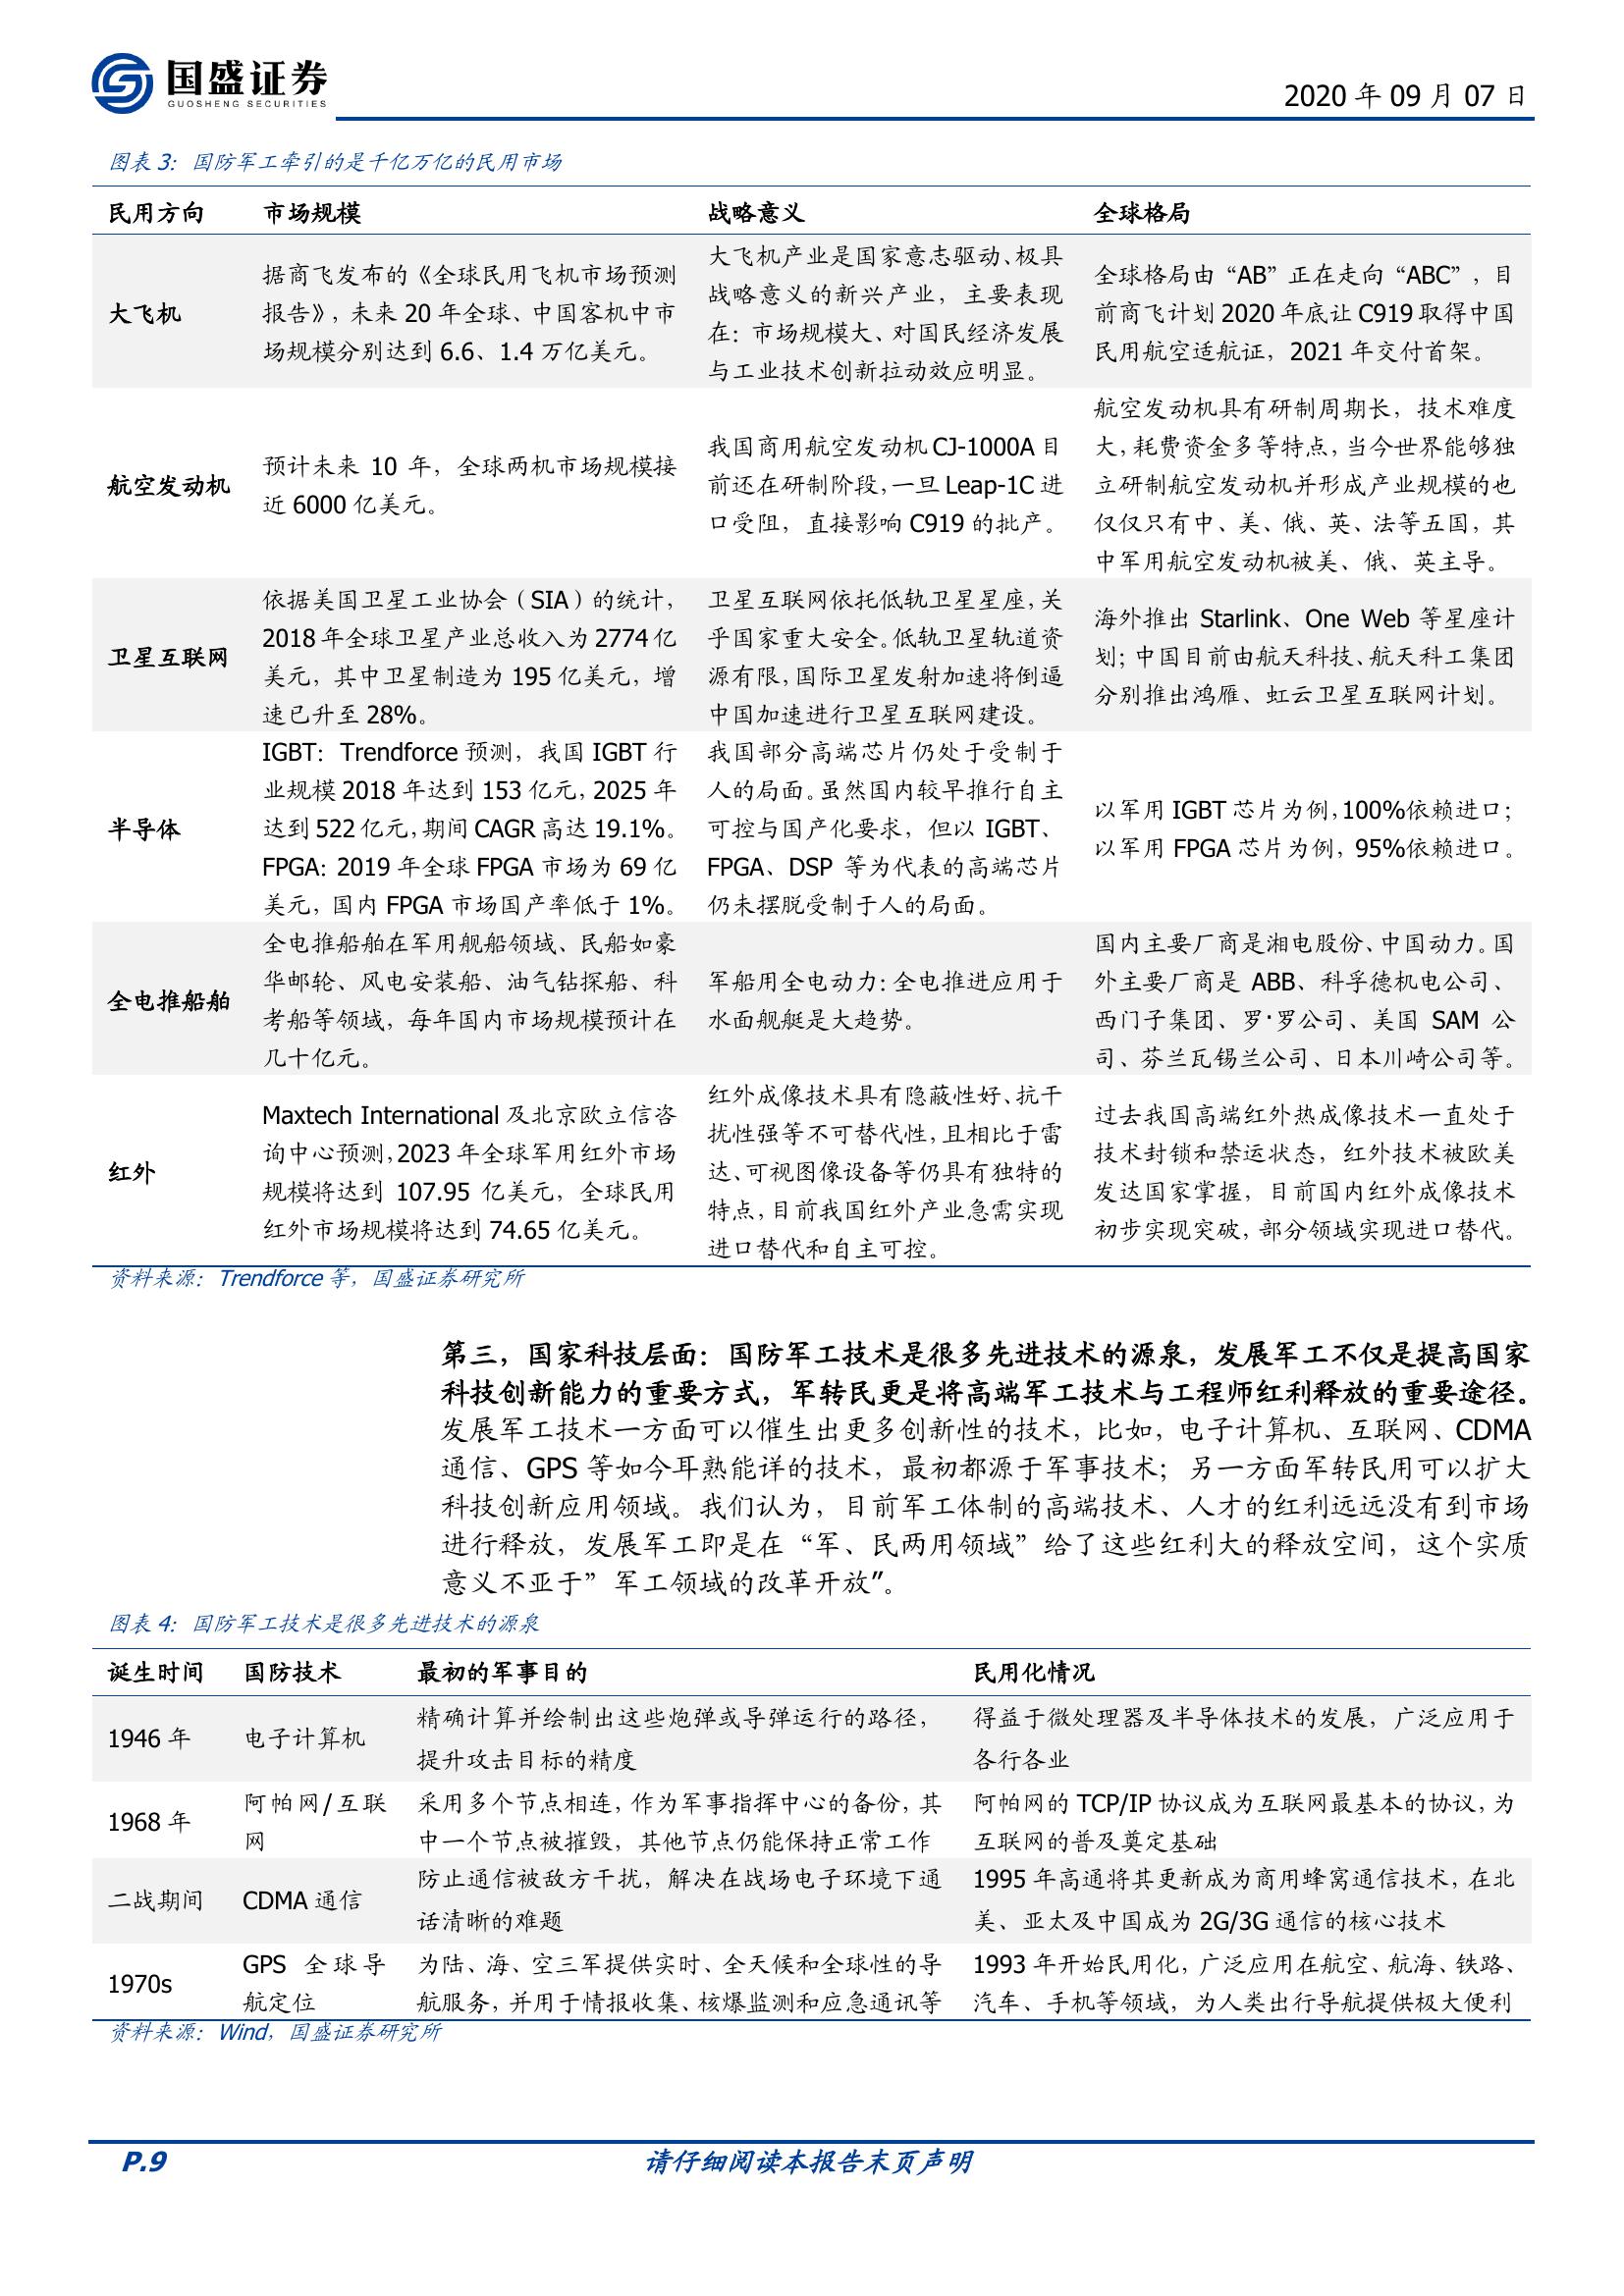 国盛证券
GUOSHENG SECURITIES
2020 年 09 月 07 日
图表 3：国防军工牵引的是千亿万亿的民用市场
民用方向 市场规模 战略意义 全球格局
大飞机
据商飞发布的《全球民用飞机市场预测
报告》，未来 20 年全球、中国客机中市
场规模分别达到 6.6、1.4 万亿美元。
大飞机产业是国家意志驱动、极具
战略意义的新兴产业，主要表现
在：市场规模大、对国民经济发展
与工业技术创新拉动效应明显。
全球格局由“AB”正在走向“ABC”，目
前商飞计划 2020 年底让 C919 取得中国
民用航空适航证，2021 年交付首架。
航空发动机
预计未来 10 年，全球两机市场规模接
近 6000 亿美元。
我国商用航空发动机 CJ-1000A 目
前还在研制阶段，一旦 Leap-1C 进
口受阻，直接影响 C919 的批产。
航空发动机具有研制周期长，技术难度
大，耗费资金多等特点，当今世界能够独
立研制航空发动机并形成产业规模的也
仅仅只有中、美、俄、英、法等五国，其
中军用航空发动机被美、俄、英主导。
卫星互联网
依据美国卫星工业协会（SIA）的统计，
2018 年全球卫星产业总收入为 2774 亿
美元，其中卫星制造为 195 亿美元，增
速已升至 28%。
卫星互联网依托低轨卫星星座，关
乎国家重大安全。低轨卫星轨道资
源有限，国际卫星发射加速将倒逼
中国加速进行卫星互联网建设。
海外推出 Starlink、One Web 等星座计
划；中国目前由航天科技、航天科工集团
分别推出鸿雁、虹云卫星互联网计划。
半导体
IGBT：Trendforce 预测，我国 IGBT 行
业规模 2018 年达到 153 亿元，2025 年
达到 522 亿元，期间 CAGR 高达 19.1%。
FPGA：2019 年全球 FPGA 市场为 69 亿
美元，国内 FPGA 市场国产率低于 1%。
我国部分高端芯片仍处于受制于
人的局面。虽然国内较早推行自主
可控与国产化要求，但以 IGBT、
FPGA、DSP 等为代表的高端芯片
仍未摆脱受制于人的局面。
以军用 IGBT 芯片为例，100%依赖进口；
以军用 FPGA 芯片为例，95%依赖进口。
全电推船舶
全电推船舶在军用舰船领域、民船如豪
华邮轮、风电安装船、油气钻探船、科
考船等领域，每年国内市场规模预计在
几十亿元。
军船用全电动力：全电推进应用于
水面舰艇是大趋势。
国内主要厂商是湘电股份、中国动力。国
外主要厂商是 ABB、科孚德机电公司、
西门子集团、罗·罗公司、美国 SAM 公
司、芬兰瓦锡兰公司、日本川崎公司等。
红外
Maxtech International 及北京欧立信咨
询中心预测，2023 年全球军用红外市场
规模将达到 107.95 亿美元，全球民用
红外市场规模将达到 74.65 亿美元。
红外成像技术具有隐蔽性好、抗干
扰性强等不可替代性，且相比于雷
达、可视图像设备等仍具有独特的
特点，目前我国红外产业急需实现
进口替代和自主可控。
过去我国高端红外热成像技术一直处于
技术封锁和禁运状态，红外技术被欧美
发达国家掌握，目前国内红外成像技术
初步实现突破，部分领域实现进口替代。
资料来源：Trendforce 等，国盛证券研究所
第三，国家科技层面：国防军工技术是很多先进技术的源泉，发展军工不仅是提高国家
科技创新能力的重要方式，军转民更是将高端军工技术与工程师红利释放的重要途径。
发展军工技术一方面可以催生出更多创新性的技术，比如，电子计算机、互联网、CDMA
通信、GPS 等如今耳熟能详的技术，最初都源于军事技术；另一方面军转民用可以扩大
科技创新应用领域。我们认为，目前军工体制的高端技术、人才的红利远远没有到市场
进行释放，发展军工即是在“军、民两用领域”给了这些红利大的释放空间，这个实质
意义不亚于”军工领域的改革开放”。
图表 4：国防军工技术是很多先进技术的源泉
诞生时间 国防技术 最初的军事目的 民用化情况
1946 年
电子计算机
精确计算并绘制出这些炮弹或导弹运行的路径，
提升攻击目标的精度
得益于微处理器及半导体技术的发展，广泛应用于
各行各业
1968 年
阿帕网/互联
网
采用多个节点相连，作为军事指挥中心的备份，其
中一个节点被摧毁，其他节点仍能保持正常工作
阿帕网的 TCP/IP 协议成为互联网最基本的协议，为
互联网的普及奠定基础
二战期间
CDMA 通信
防止通信被敌方干扰，解决在战场电子环境下通
话清晰的难题
1995 年高通将其更新成为商用蜂窝通信技术，在北
美、亚太及中国成为 2G/3G 通信的核心技术
1970s
GPS 全球导
航定位
为陆、海、空三军提供实时、全天候和全球性的导
航服务，并用于情报收集、核爆监测和应急通讯等
1993 年开始民用化，广泛应用在航空、航海、铁路、
汽车、手机等领域，为人类出行导航提供极大便利
资料来源：Wind，国盛证券研究所
P.9
请仔细阅读本报告末页声明